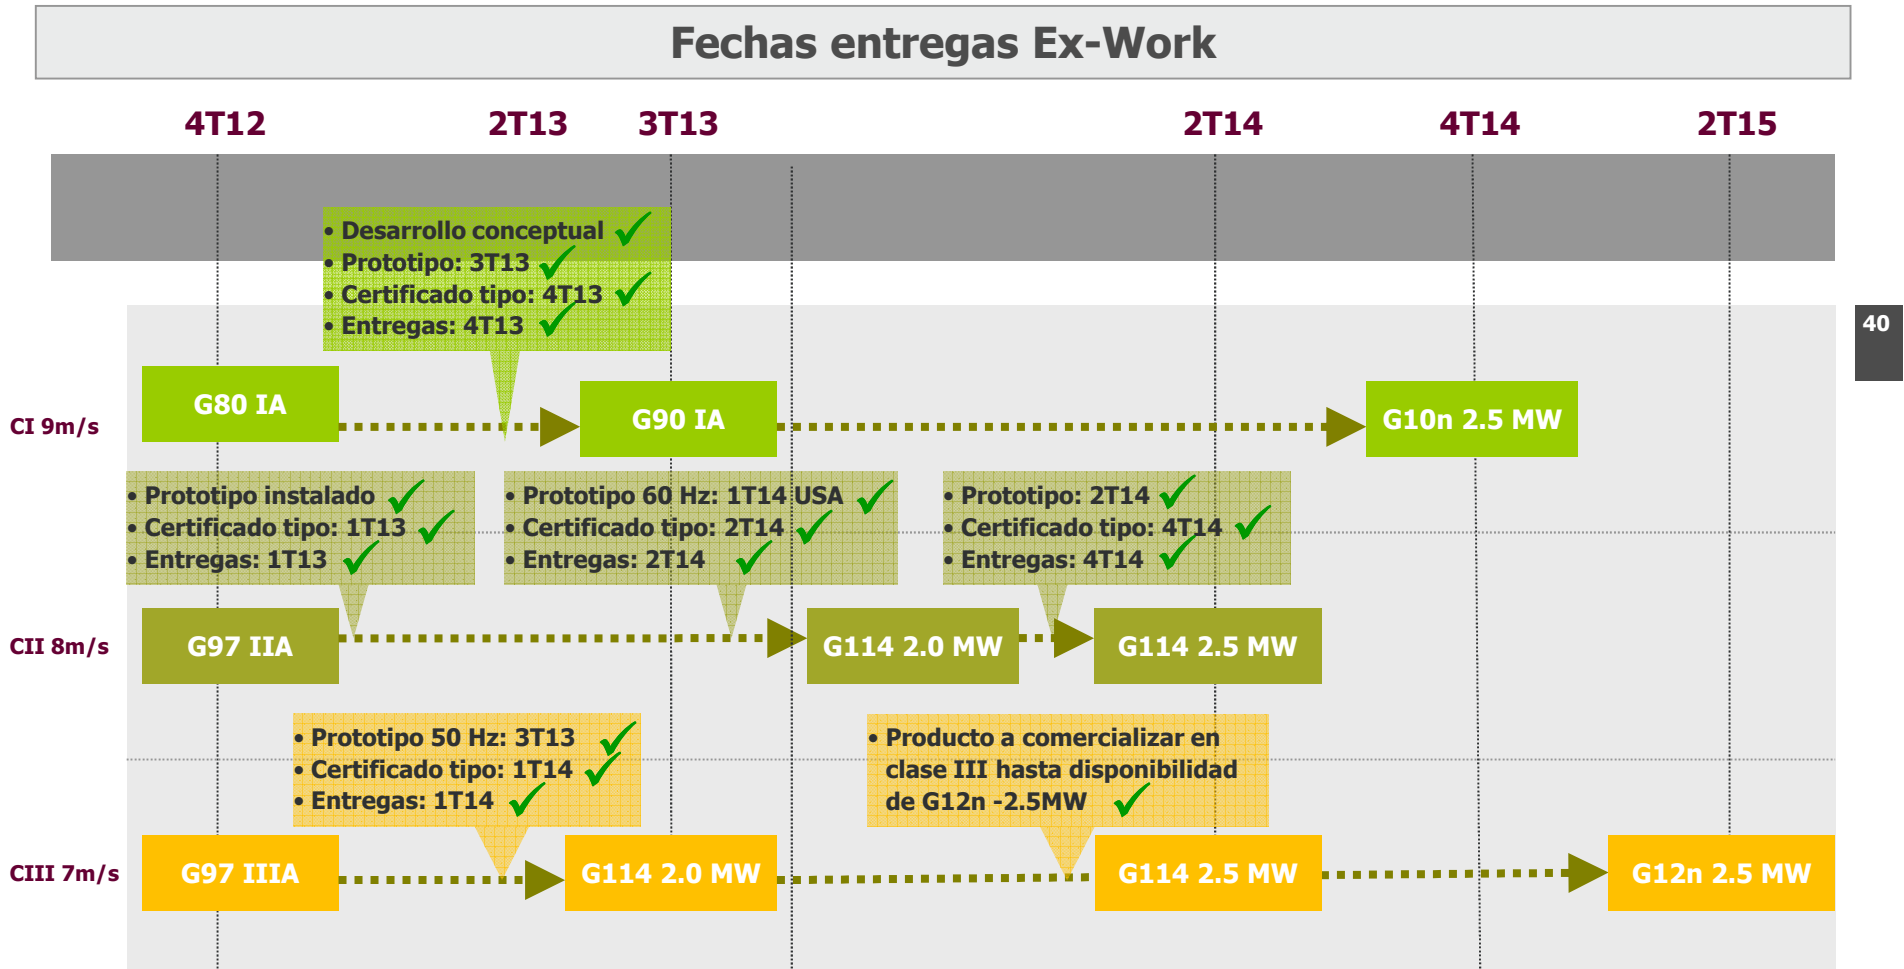 Fechas entregas Ex-Work
4T12 2T13 3T13 2T14 4T14 2T15
• Desarrollo conceptual
• Prototipo: 3T13
• Certificado tipo: 4T13
• Entregas: 4T13
40
CI 9m/s
G80 IA
G90 IA
G10n 2.5 MW
• Prototipo instalado
• Certificado tipo: 1T13
• Entregas: 1T13
• Prototipo 60 Hz: 1T14 USA
• Certificado tipo: 2T14
• Entregas: 2T14
• Prototipo: 2T14
• Certificado tipo: 4T14
• Entregas: 4T14
CII 8m/s
G97 IIA
G114 2.0 MW
G114 2.5 MW
• Prototipo 50 Hz: 3T13
• Certificado tipo: 1T14
• Entregas: 1T14
• Producto a comercializar en
clase III hasta disponibilidad
de G12n -2.5MW
CIII 7m/s
G97 IIIA
G114 2.0 MW
G114 2.5 MW
G12n 2.5 MW